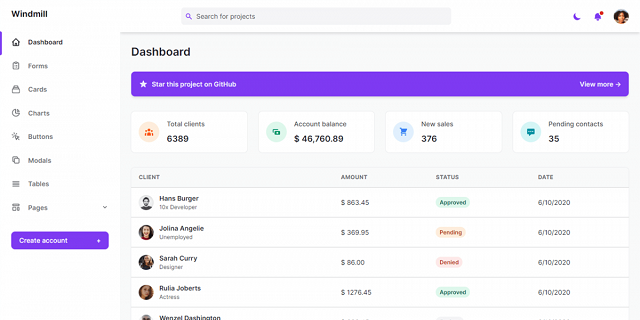 Windmill
Search for projects
Dashboard
Forms
Cards
Charts
Buttons
Modals
Tables
Pages
Create account +
Dashboard
Star this project on GitHub
View more →
Total clients
6389
Account balance
$ 46,760.89
New sales
376
Pending contacts
35
CLIENT AMOUNT STATUS DATE
Hans Burger
10x Developer
$ 863.45 Approved 6/10/2020
Jolina Angelie
Unemployed
$ 369.95 Pending 6/10/2020
Sarah Curry
Designer
$ 86.00 Denied 6/10/2020
Rulia Joberts
Actress
$ 1276.45 Approved 6/10/2020
Wenzel Dashington